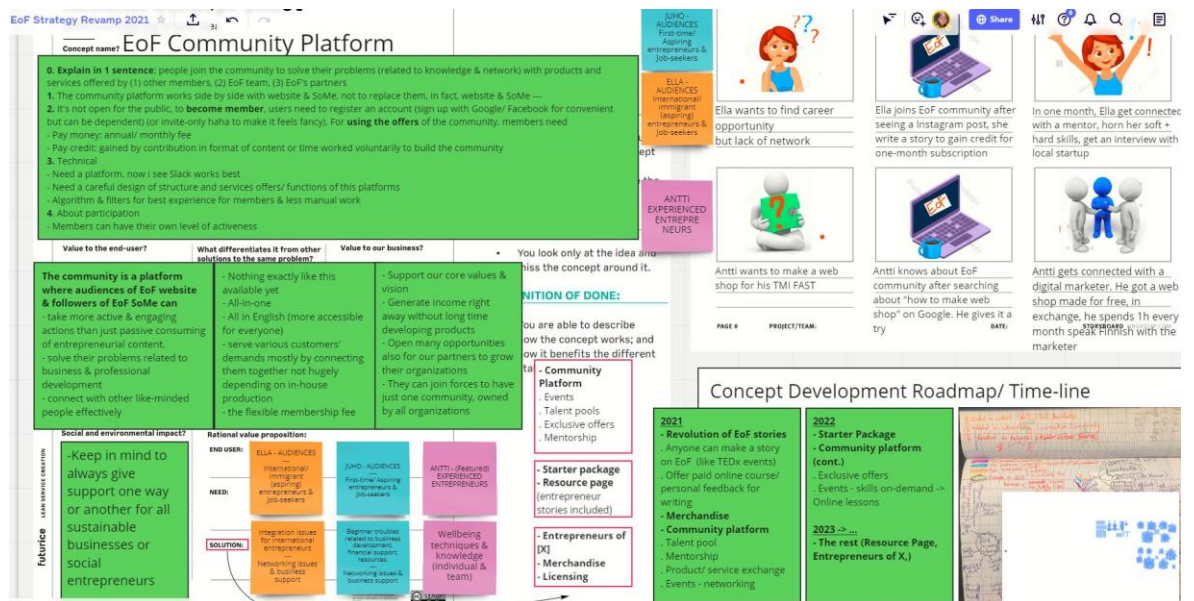 EoF Strategy Revamp 2021
Share
Concept name? EoF Community Platform
0. Explain in 1 sentence: people join the community to solve their problems (related to knowledge & network) with products and
services offered by (1) other members, (2) EoF team, (3) EoF's partners
1. The community platform works side by side with website & SoMe, not to replace them, in fact, website & SoMe ---
2. It's not open for the public, to become member, users need to register an account (sign up with Google/ Facebook for convenient
but can be dependent) (or invite-only haha to make it feels fancy). For using the offers of the community, members need
- Pay money: annual/ monthly fee
- Pay credit: gained by contribution in format of content or time worked voluntarily to build the community
3. Technical
- Need a platform, now i see Slack works best
- Need a careful design of structure and services offers/ functions of this platforms
- Algorithm & filters for best experience for members & less manual work
4. About participation
- Members can have their own level of activeness
Value to the end-user?
What differentiates it from other
solutions to the same problem?
Value to our business?
The community is a platform
where audiences of EoF website
& followers of EoF SoMe can
- take more active & engaging
actions than just passive consuming
of entrepreneurial content.
- solve their problems related to
business & professional
development
- connect with other like-minded
people effectively
- Nothing exactly like this
available yet
- All-in-one
- All in English (more accessible
for everyone)
- serve various customers'
demands mostly by connecting
them together not hugely
depending on in-house
production
- the flexible membership fee
- Support our core values &
vision
- Generate income right
away without long time
developing products
- Open many opportunities
also for our partners to grow
their organizations
- They can join forces to have
just one community, owned
by all organizations
Social and environmental impact?
-Keep in mind to
always give
support one way
or another for all
sustainable
businesses or
social
entrepreneurs
futurice LEAN SERVICE CREATION
Rational value proposition:
END USER:
NEED:
SOLUTION:
ELLA - AUDIENCES
---
International/
immigrant
(aspiring)
entrepreneurs &
Job-seekers
JUHO - AUDIENCES
---
First-time/ Aspiring
entrepreneurs &
Job-seekers
ANTTI - (Featured)
EXPERIENCED
ENTREPRENEURS
Integration issues
for international
entrepreneurs
---
Networking issues
& business
support
Beginner troubles
related to business
development,
financial support,
resources,
---
Networking issues &
business support
Wellbeing
techniques &
knowledge
(individual &
team)
JUHO -
AUDIENCES
First-time/
Aspiring
entrepreneurs &
Job-seekers
ELLA -
AUDIENCES
International/
immigrant
(aspiring)
entrepreneurs &
Job-seekers
ANTTI
EXPERIENCED
ENTREPRE
NEURS
You look only at the idea and
miss the concept around it.
NITION OF DONE:
You are able to describe
how the concept works; and
how it benefits the different
- Community
Platform
. Events
. Talent pools
. Exclusive offers
. Mentorship
- Starter package
- Resource page
(entrepreneur
stories included)
- Entrepreneurs of
[X]
- Merchandise
- Licensing
Ella wants to find career
opportunity
but lack of network
Ella joins EoF community after
seeing a Instagram post, she
write a story to gain credit for
one-month subscription
In one month, Ella get connected
with a mentor, horn her soft +
hard skills, get an interview with
local startup
Antti wants to make a web
shop for his TMI FAST
Antti knows about EoF
community after searching
about "how to make web
shop" on Google. He gives it a
try
Antti gets connected with a
digital marketer. He got a web
shop made for free, in
exchange, he spends 1h every
month speak Finnish with the
marketer
EoF
EoF
PAGE # PROJECT/TEAM: DATE: STORYBOARD
Concept Development Roadmap/ Time-line
2021
- Revolution of EoF stories
. Anyone can make a story
on EoF (like TEDx events)
. Offer paid online course/
personal feedback for
writing
- Merchandise
- Community platform
. Talent pool
. Mentorship
. Product/ service exchange
. Events - networking
2022
- Starter Package
- Community platform
(cont.)
. Exclusive offers
. Events - skills on-demand ->
Online lessons
2023 -> ...
- The rest (Resource Page,
Entrepreneurs of X,)